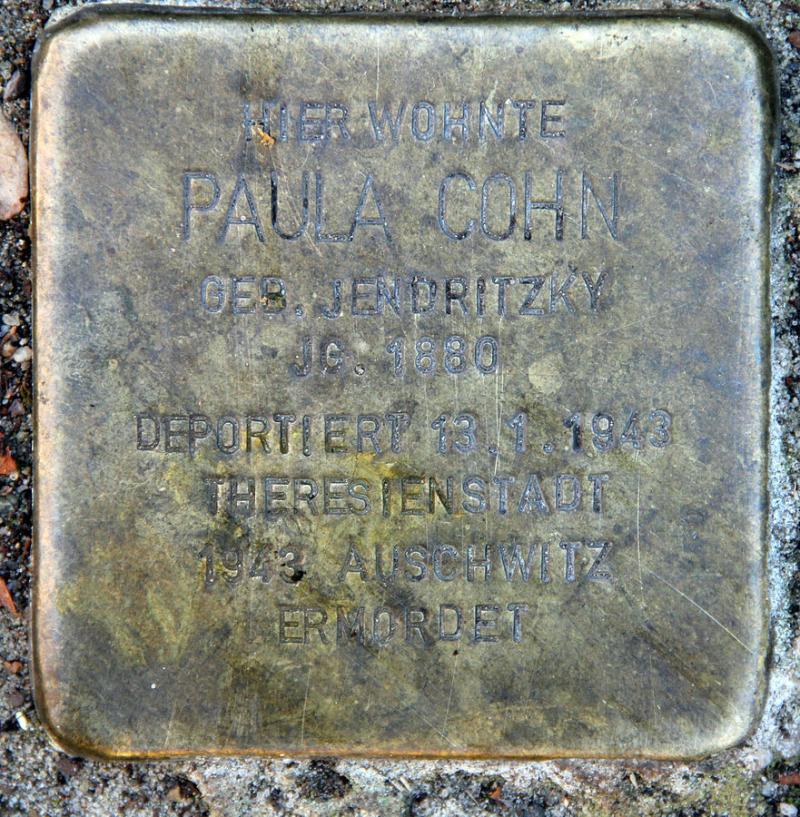 HIER WOHNTE
PAULA COHN
GEB. JENDRITZKY
JG. 1880
DEPORTIERT 13.1.1943
THERESIENSTADT
1943 AUSCHWITZ
ERMORDET